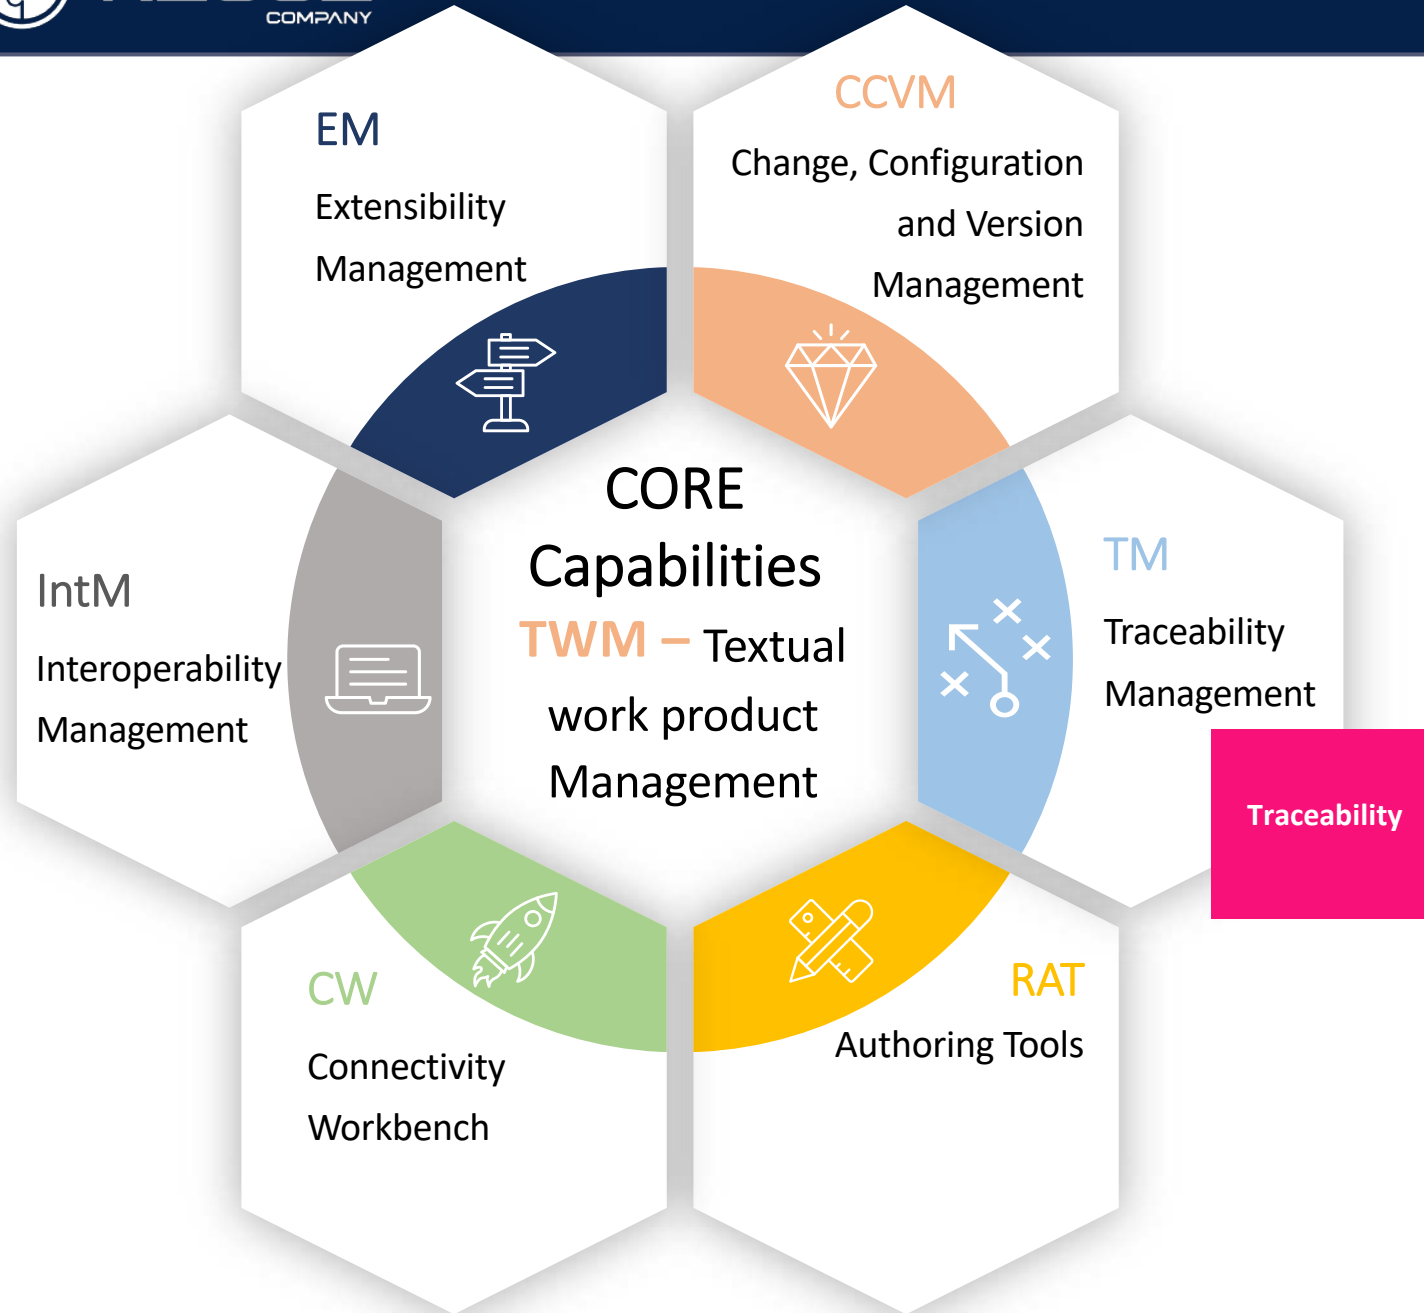 COMPANY
EM
Extensibility
Management
CCVM
Change, Configuration
and Version
Management
CORE
Capabilities
TWM – Textual
work product
Management
TM
Traceability
Management
Traceability
IntM
Interoperability
Management
CW
Connectivity
Workbench
RAT
Authoring Tools